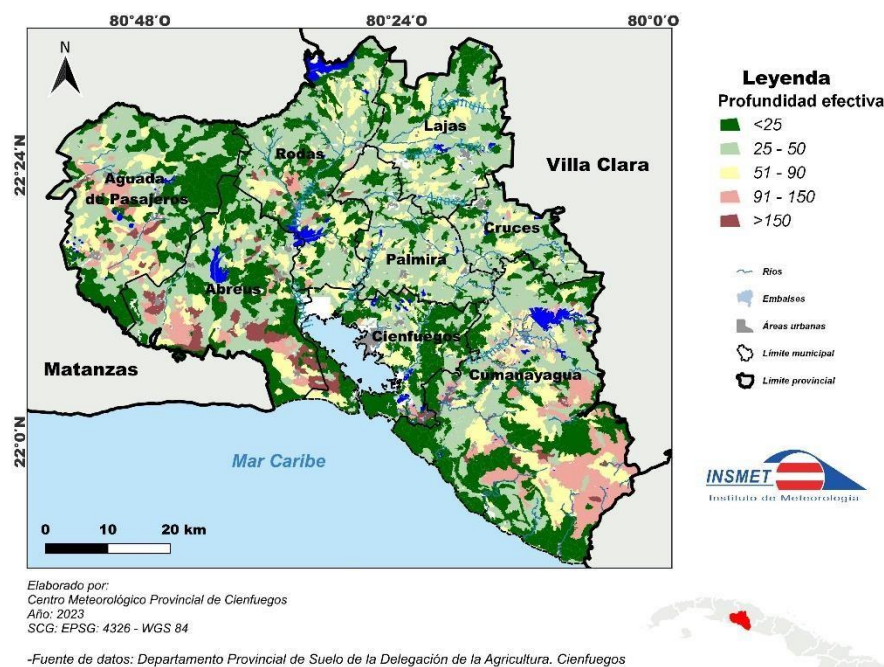 80°48´O
80°24´O
80°0´O
N
22°24´N
22°0´N
Damují
Lajas
Rodas
Aguada
de Pasajeros
Villa Clara
Cruces
Palmira
Abreus
Cienfuegos
Matanzas
Cumanayagua
Mar Caribe
0 10 20 km
Leyenda
Profundidad efectiva
<25
25 - 50
51 - 90
91 - 150
>150
Rios
Embalses
Áreas urbanas
Límite municipal
Límite provincial
INSMET
Instituto de Meteorología
Elaborado por:
Centro Meteorológico Provincial de Cienfuegos
Año: 2023
SCG: EPSG: 4326 - WGS 84
-Fuente de datos: Departamento Provincial de Suelo de la Delegación de la Agricultura. Cienfuegos